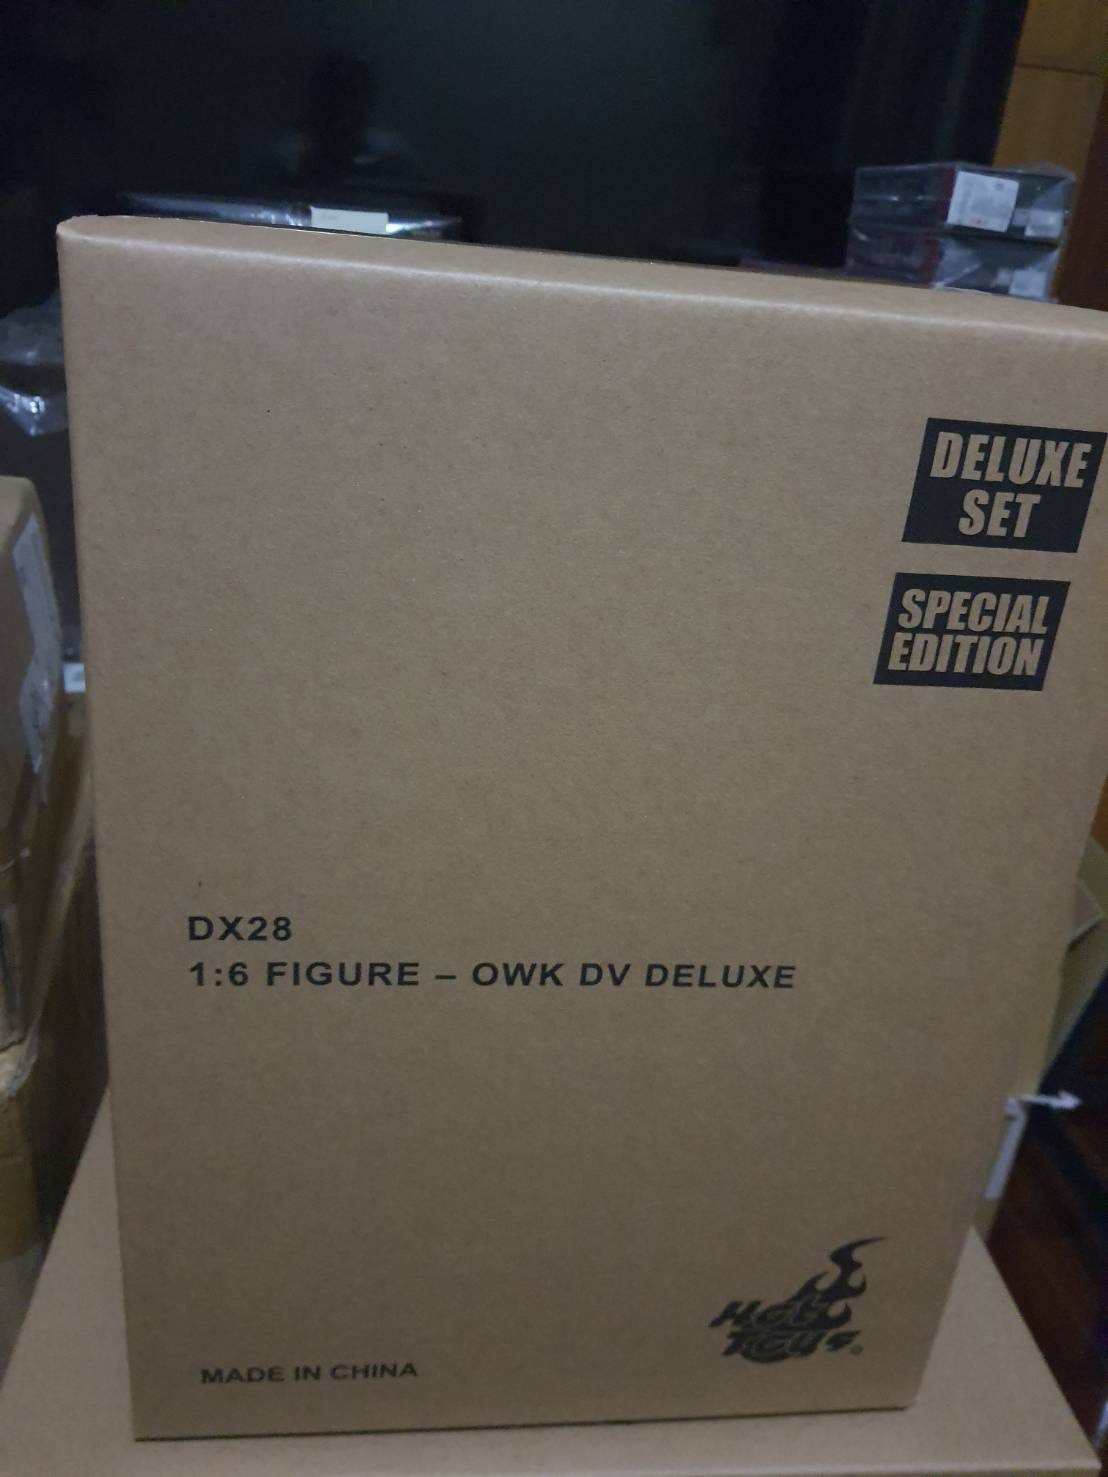 DELUXE
SET
SPECIAL
EDITION
DX28
1:6 FIGURE – OWK DV DELUXE
HOT
TOYS
MADE IN CHINA